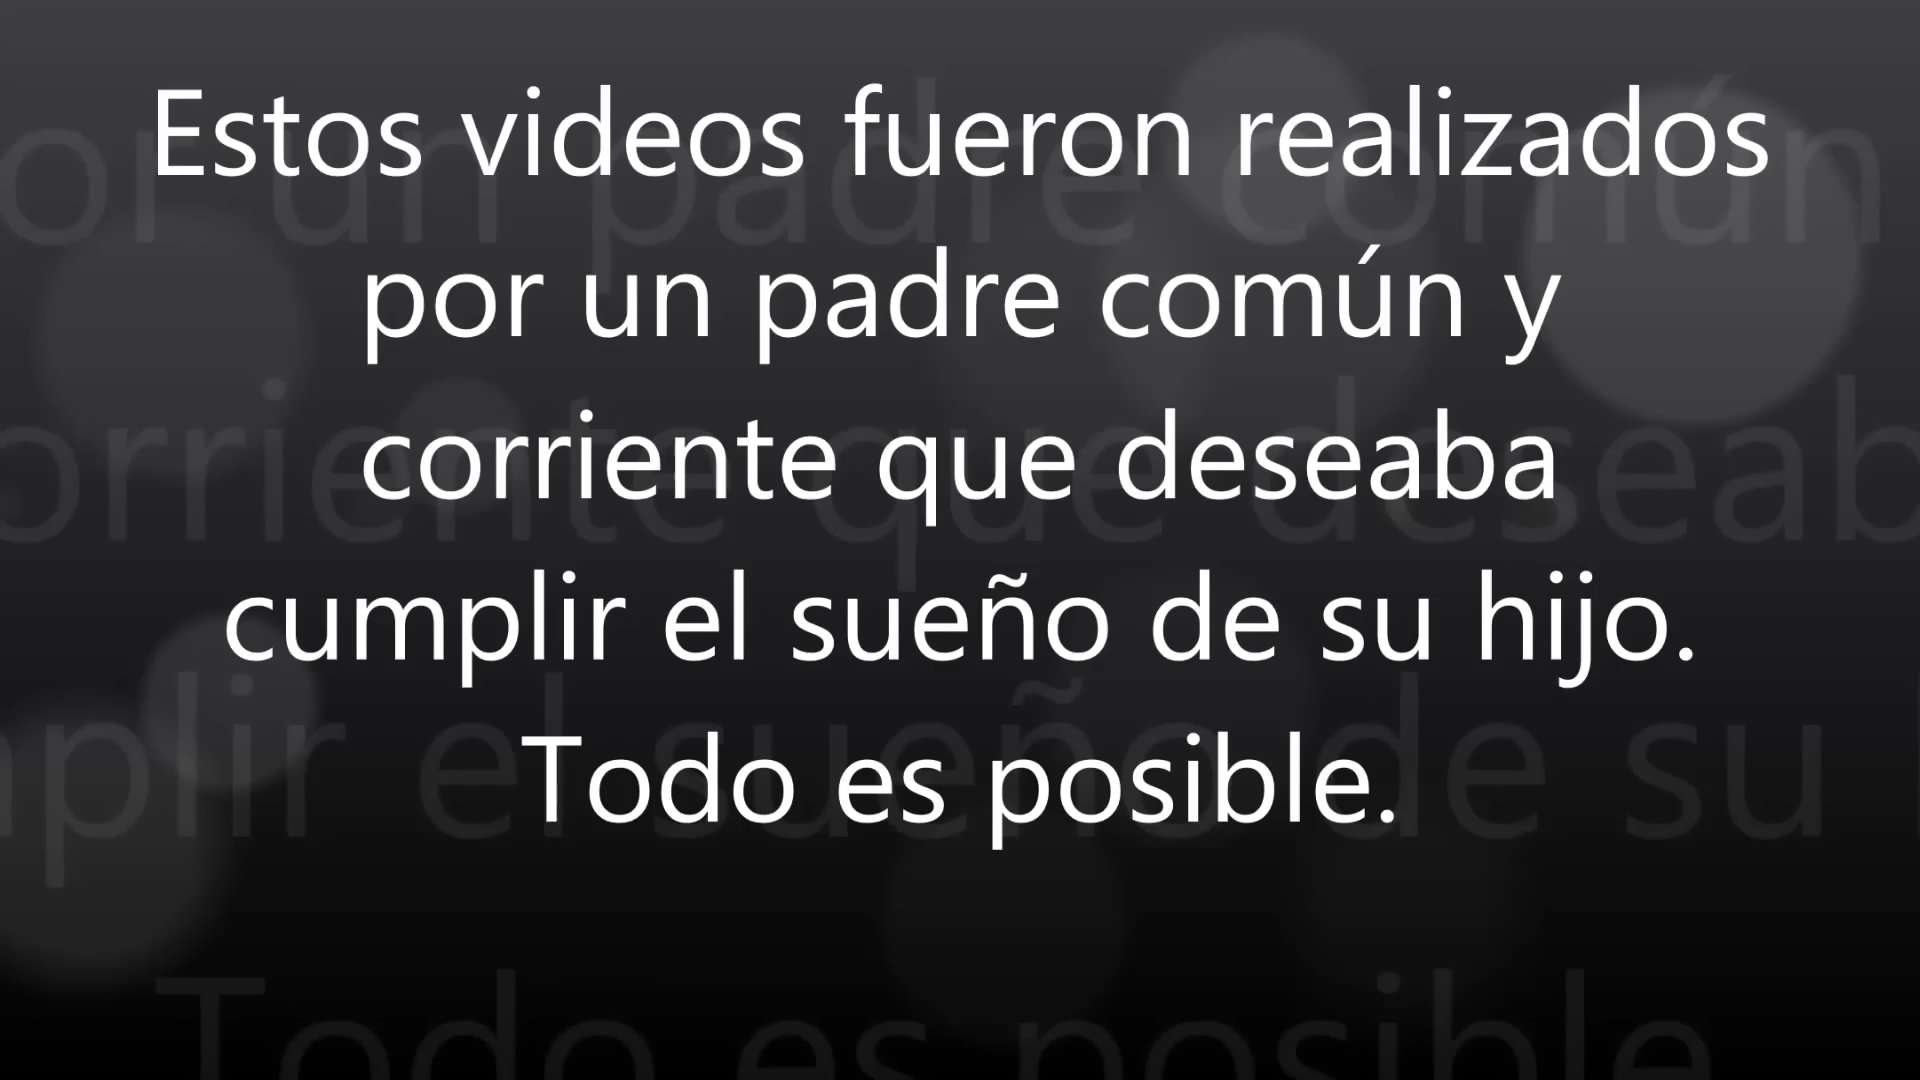 Estos videos fueron realizados
por un padre común y
corriente que deseaba
cumplir el sueño de su hijo.
Todo es posible.